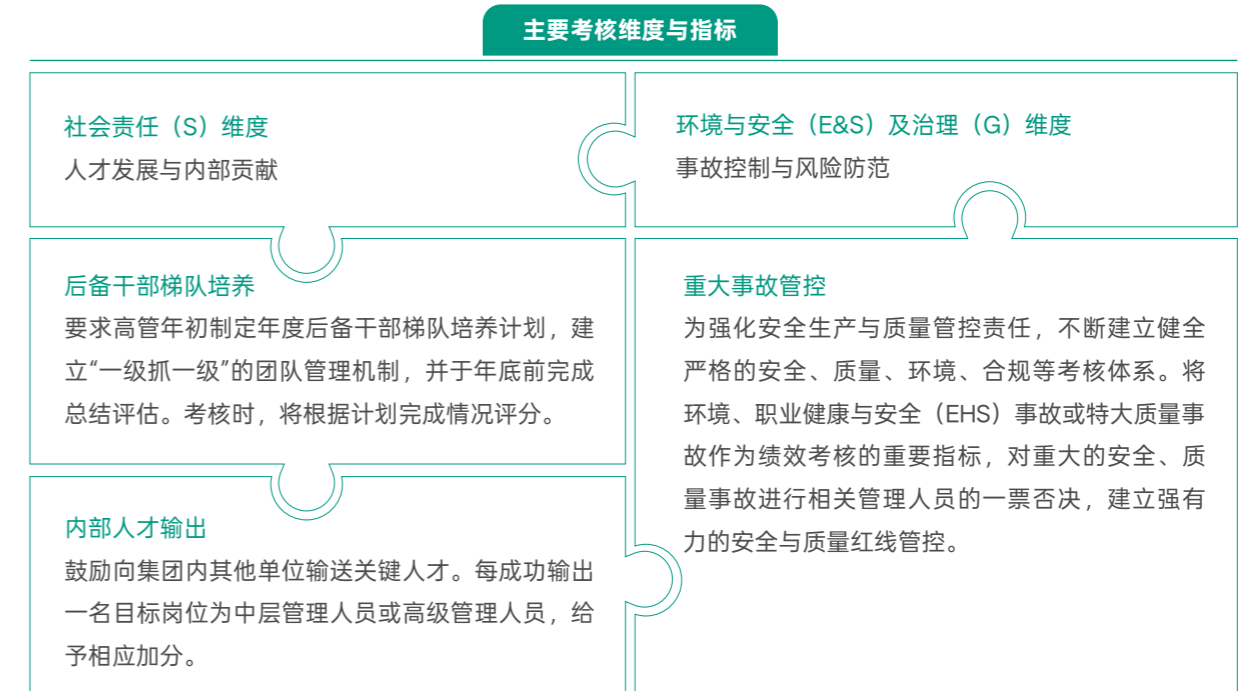 主要考核维度与指标
社会责任（S）维度
人才发展与内部贡献
后备干部梯队培养
要求高管年初制定年度后备干部梯队培养计划，建
立“一级抓一级”的团队管理机制，并于年底前完成
总结评估。考核时，将根据计划完成情况评分。
内部人才输出
鼓励向集团内其他单位输送关键人才。每成功输出
一名目标岗位为中层管理人员或高级管理人员，给
予相应加分。
环境与安全（E&S）及治理（G）维度
事故控制与风险防范
重大事故管控
为强化安全生产与质量管控责任，不断建立健全
严格的安全、质量、环境、合规等考核体系。将
环境、职业健康与安全（EHS）事故或特大质量事
故作为绩效考核的重要指标，对重大的安全、质
量事故进行相关管理人员的一票否决，建立强有
力的安全与质量红线管控。